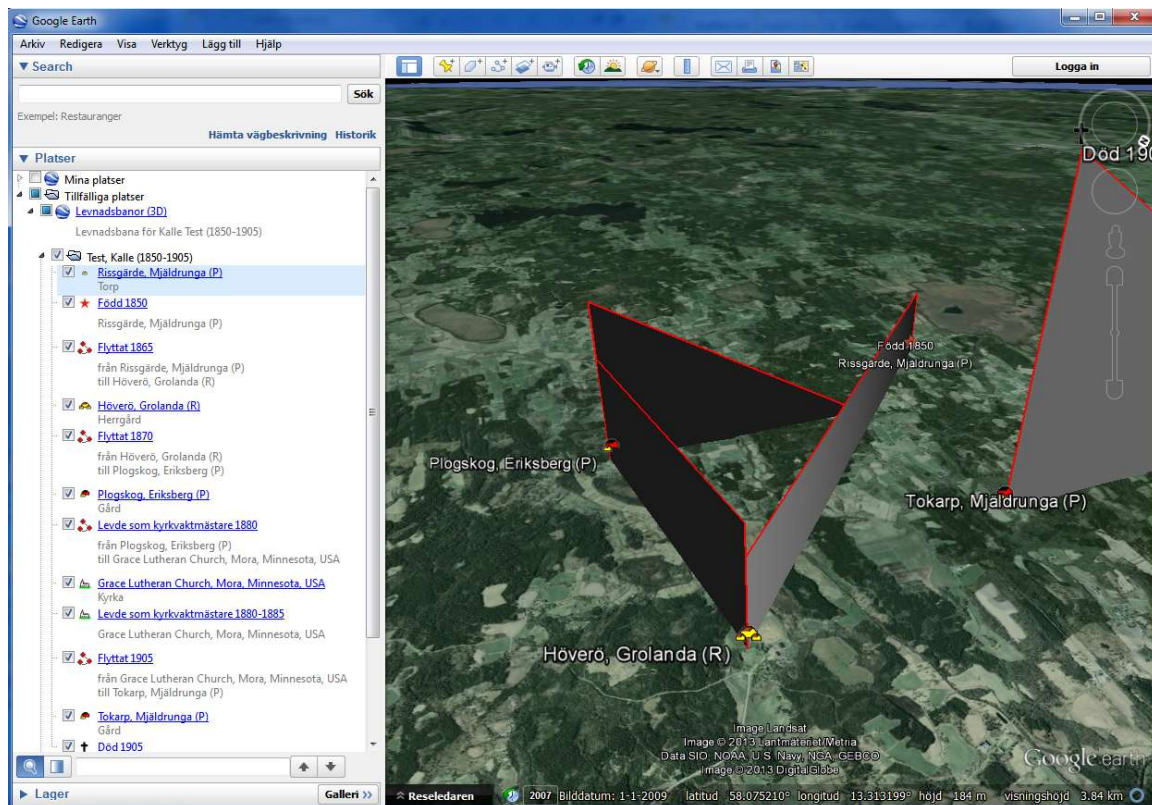 Google Earth
Arkiv Redigera Visa Verktyg Lägg till Hjälp
Search
Sök
Exempel: Restauranger
Hämta vägbeskrivning Historik
Platser
Mina platser
Tillfälliga platser
Levnadsbanor (3D)
Levnadsbana för Kalle Test (1850-1905)
Test, Kalle (1850-1905)
Rissgärde, Mjäldrunga (P)
Torp
Född 1850
Rissgärde, Mjäldrunga (P)
Flyttat 1865
från Rissgärde, Mjäldrunga (P)
till Höverö, Grolanda (R)
Höverö, Grolanda (R)
Herrgård
Flyttat 1870
från Höverö, Grolanda (R)
till Plogskog, Eriksberg (P)
Plogskog, Eriksberg (P)
Gård
Levde som kyrkvaktmästare 1880
från Plogskog, Eriksberg (P)
till Grace Lutheran Church, Mora, Minnesota, USA
Grace Lutheran Church, Mora, Minnesota, USA
Kyrka
Levde som kyrkvaktmästare 1880-1885
Grace Lutheran Church, Mora, Minnesota, USA
Flyttat 1905
från Grace Lutheran Church, Mora, Minnesota, USA
till Tokarp, Mjäldrunga (P)
Tokarp, Mjäldrunga (P)
Gård
Död 1905
Lager
Galleri >>
Logga in
Död 190
Född 1850
Rissgärde, Mjäldrunga (P)
Plogskog, Eriksberg (P)
Tokarp, Mjäldrunga (P)
Höverö, Grolanda (R)
Image Landsat
Image © 2013 Lantmäteriet/Metria
Data SIO, NOAA, U.S. Navy, NGA, GEBCO
Image © 2013 DigitalGlobe
Google earth
Reseledaren 2007 Bilddatum: 1-1-2009 latitud 58.075210° longitud 13.313199° höjd 184 m visningshöjd 3.84 km